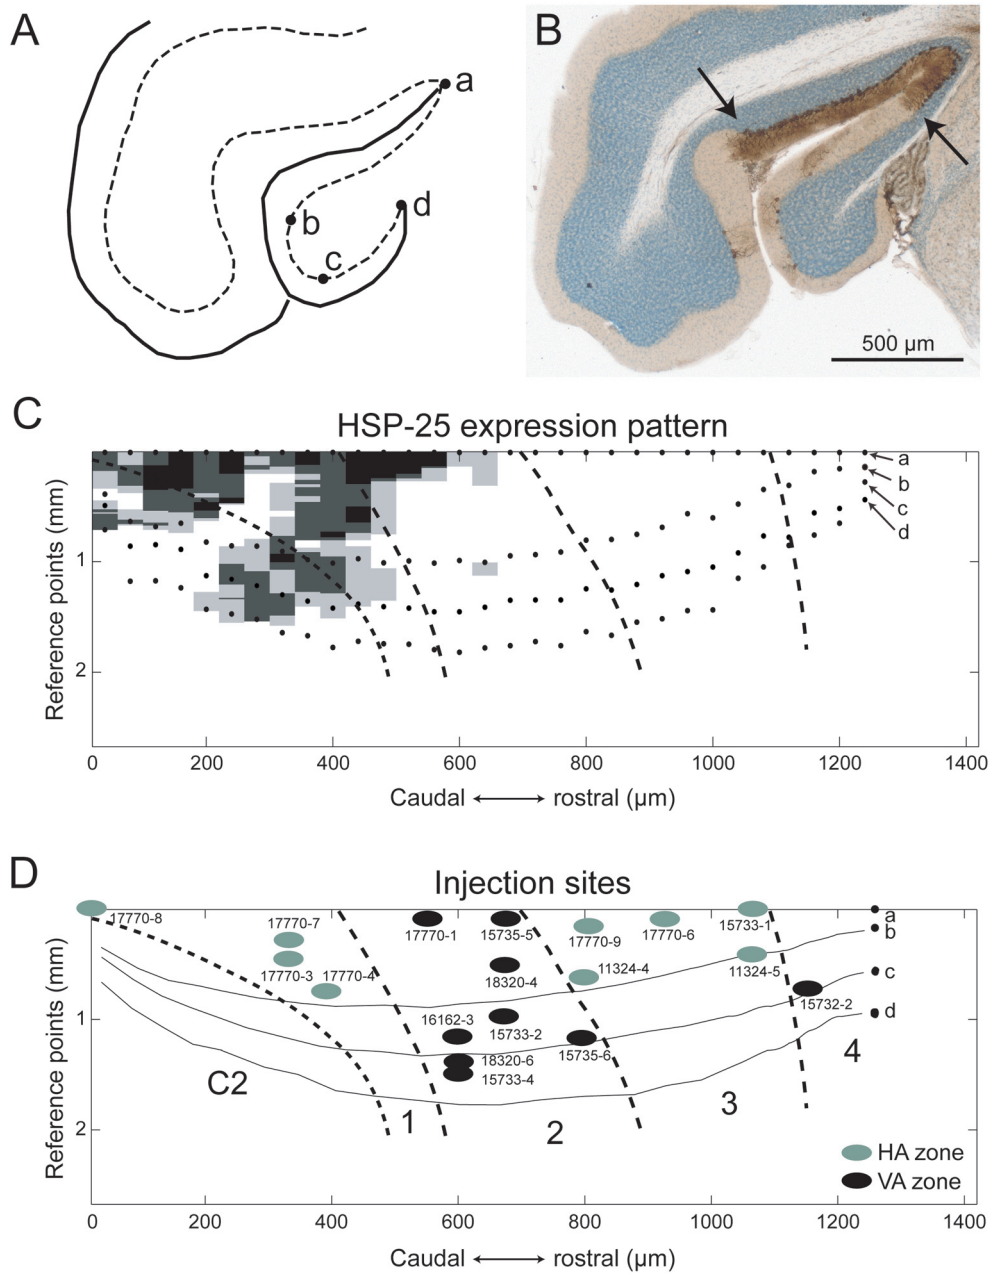 A
a
b
d
c
B
500 µm
C
HSP-25 expression pattern
a
b
c
d
Reference points (mm)
1
2
0 200 400 600 800 1000 1200 1400
Caudal rostral (µm)
D
Injection sites
17770-8
17770-7
17770-1
15735-5
17770-9
17770-6
15733-1
a
b
17770-3
17770-4
18320-4
11324-4
11324-5
c
15732-2
16162-3
15733-2
d
18320-6
15735-6
15733-4
Reference points (mm)
1
2
C2
1
2
3
4
HA zone
VA zone
0 200 400 600 800 1000 1200 1400
Caudal rostral (µm)